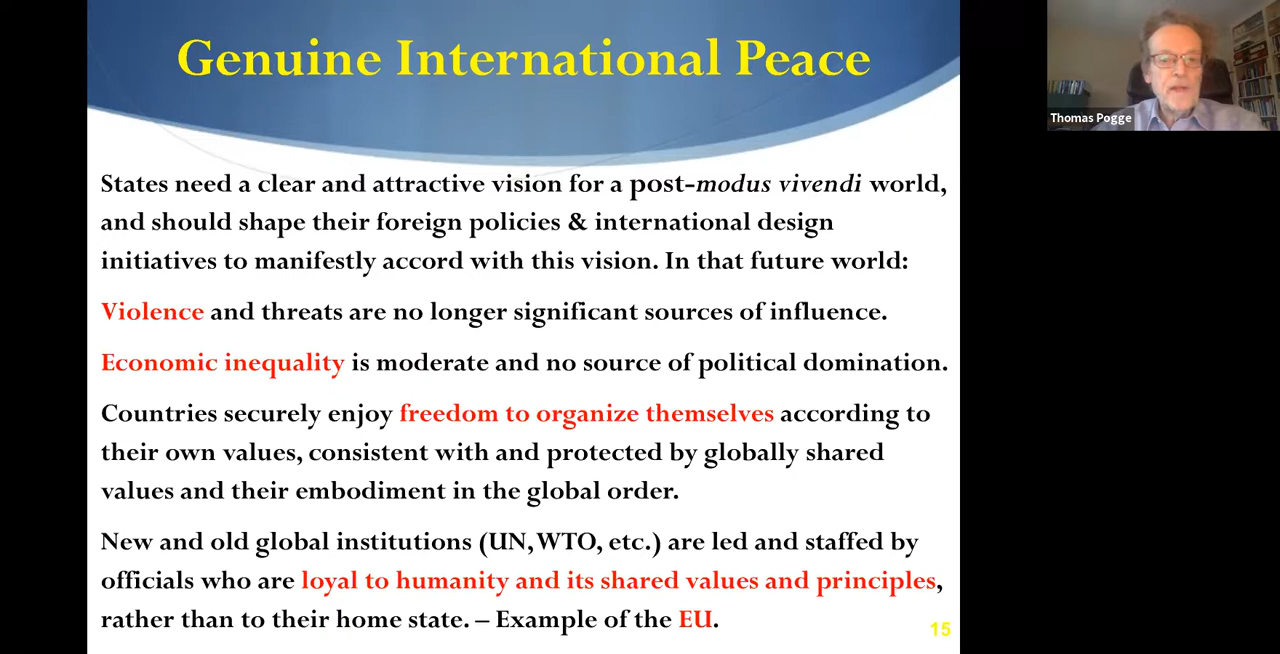 Genuine International Peace
Thomas Pogge
States need a clear and attractive vision for a post-modus vivendi world,
and should shape their foreign policies & international design
initiatives to manifestly accord with this vision. In that future world:
Violence and threats are no longer significant sources of influence.
Economic inequality is moderate and no source of political domination.
Countries securely enjoy freedom to organize themselves according to
their own values, consistent with and protected by globally shared
values and their embodiment in the global order.
New and old global institutions (UN, WTO, etc.) are led and staffed by
officials who are loyal to humanity and its shared values and principles,
rather than to their home state. – Example of the EU.
15